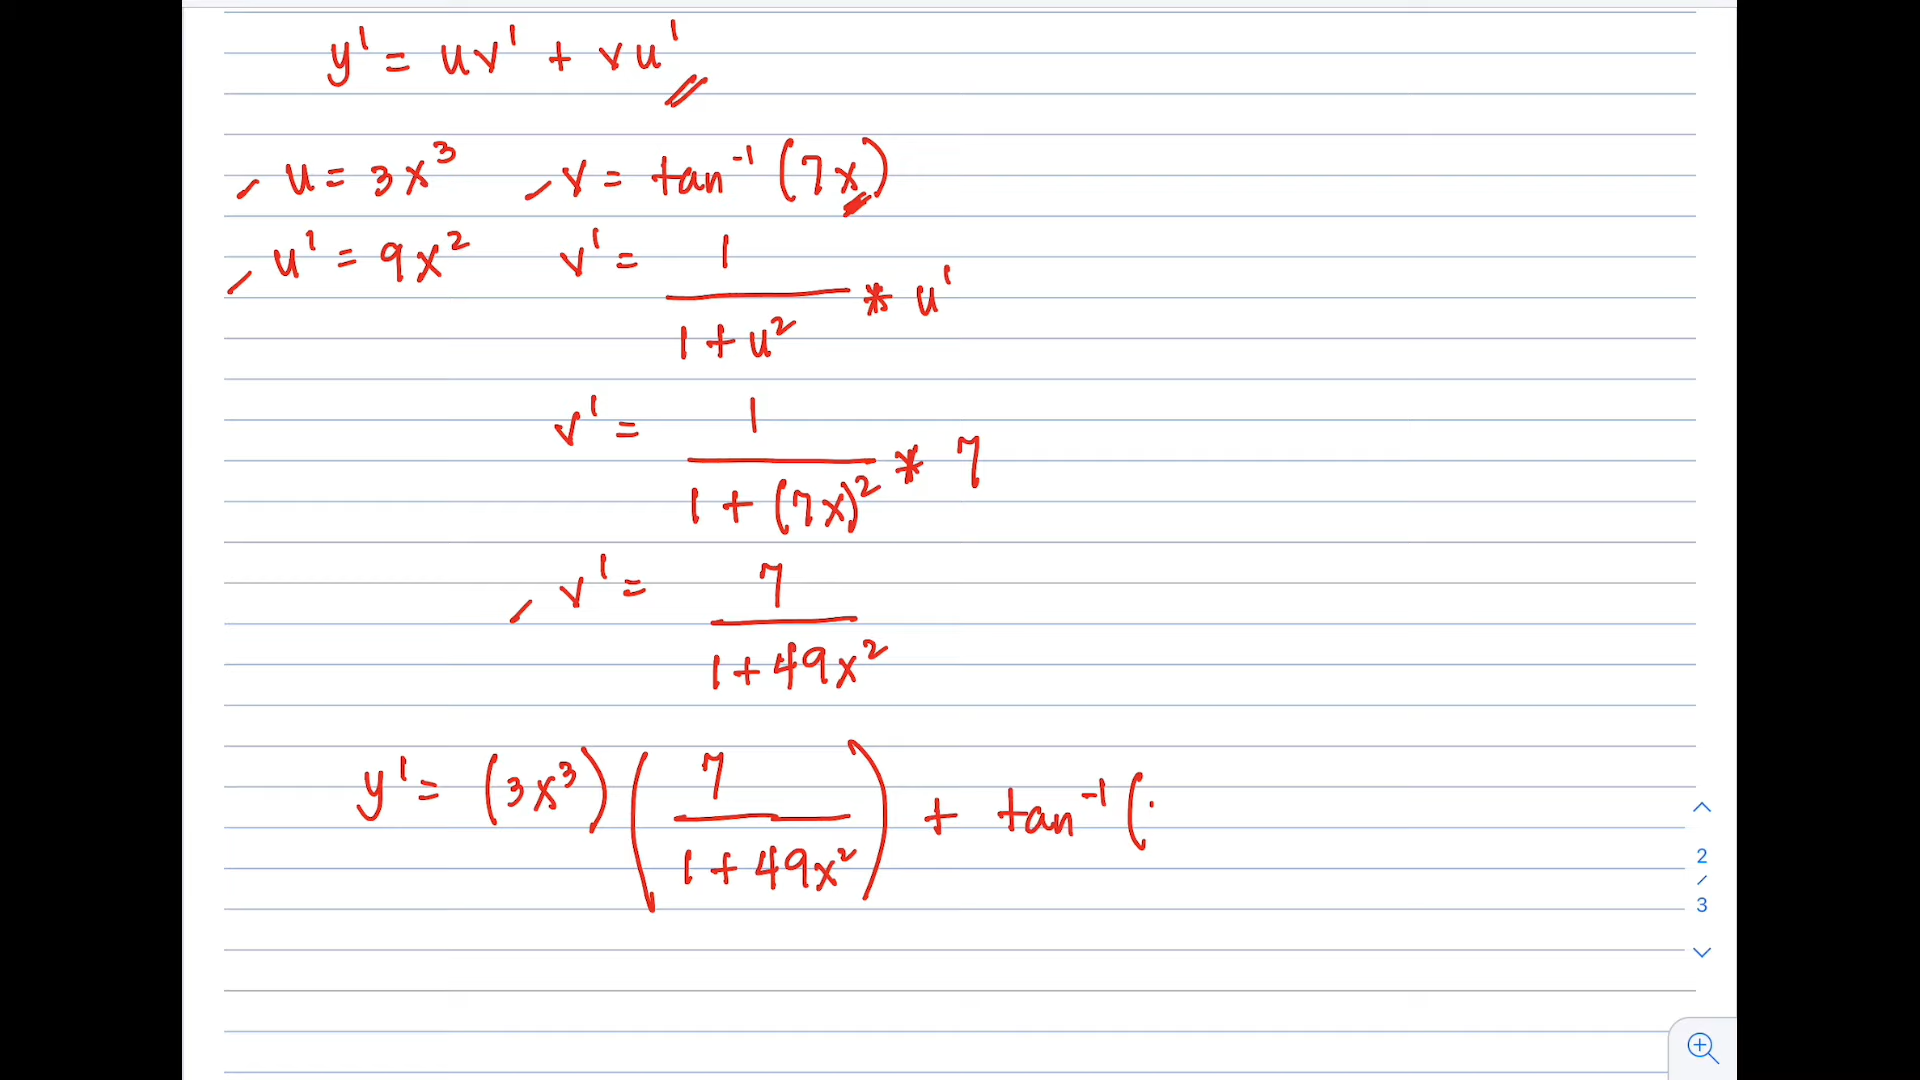 y' = uv' + vu'
u = 3x³ v = tan⁻¹ (7x)
u' = 9x² v' = 1 / 1 + u² * u'
v' = 1 / 1 + (7x)² * 7
v' = 7 / 1 + 49x²
y' = (3x³) (7 / 1 + 49x²) + tan⁻¹ (
2
/
3